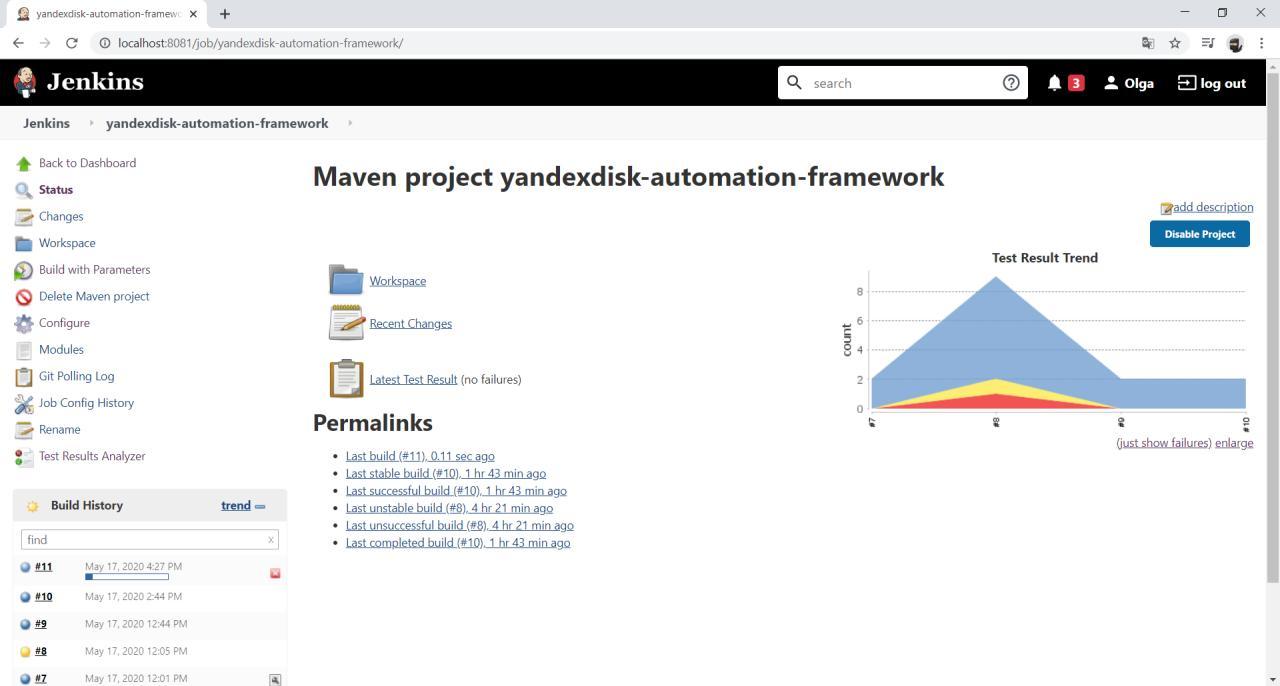 yandexdisk-automation-framewo
localhost:8081/job/yandexdisk-automation-framework/
Jenkins
search
3
Olga
log out
Jenkins
yandexdisk-automation-framework
Back to Dashboard
Status
Changes
Workspace
Build with Parameters
Delete Maven project
Configure
Modules
Git Polling Log
Job Config History
Rename
Test Results Analyzer
Build History
trend
find
x
#11 May 17, 2020 4:27 PM
#10 May 17, 2020 2:44 PM
#9 May 17, 2020 12:44 PM
#8 May 17, 2020 12:05 PM
#7 May 17, 2020 12:01 PM
Maven project yandexdisk-automation-framework
add description
Disable Project
Workspace
Recent Changes
Latest Test Result (no failures)
Permalinks
Last build (#11), 0.11 sec ago
Last stable build (#10), 1 hr 43 min ago
Last successful build (#10), 1 hr 43 min ago
Last unstable build (#8), 4 hr 21 min ago
Last unsuccessful build (#8), 4 hr 21 min ago
Last completed build (#10), 1 hr 43 min ago
Test Result Trend
count
8
6
4
2
0
#7
#8
#9
#10
(just show failures) enlarge